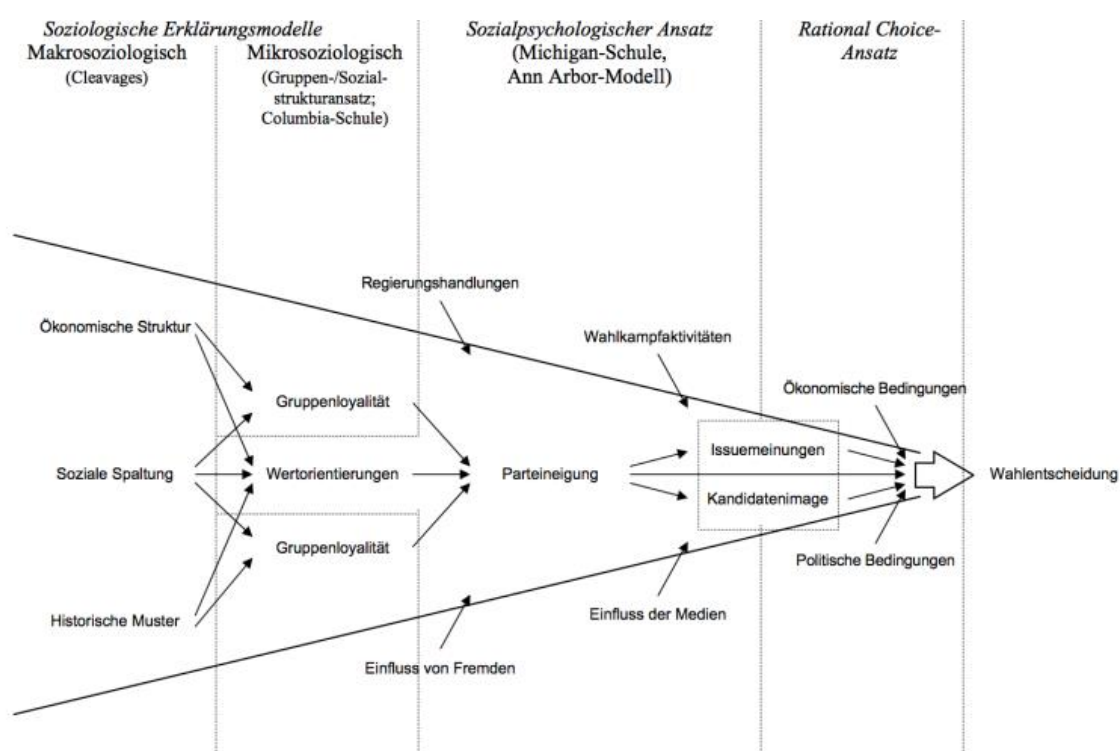 Soziologische Erklärungsmodelle
Makrosoziologisch
(Cleavages)
Mikrosoziologisch
(Gruppen-/Sozial-
strukturansatz;
Columbia-Schule)
Sozialpsychologischer Ansatz
(Michigan-Schule,
Ann Arbor-Modell)
Rational Choice-
Ansatz
Regierungshandlungen
Ökonomische Struktur
Wahlkampfaktivitäten
Ökonomische Bedingungen
Gruppenloyalität
Issuemeinungen
Soziale Spaltung
Wertorientierungen
Parteineigung
Wahlentscheidung
Kandidatenimage
Gruppenloyalität
Politische Bedingungen
Historische Muster
Einfluss der Medien
Einfluss von Fremden